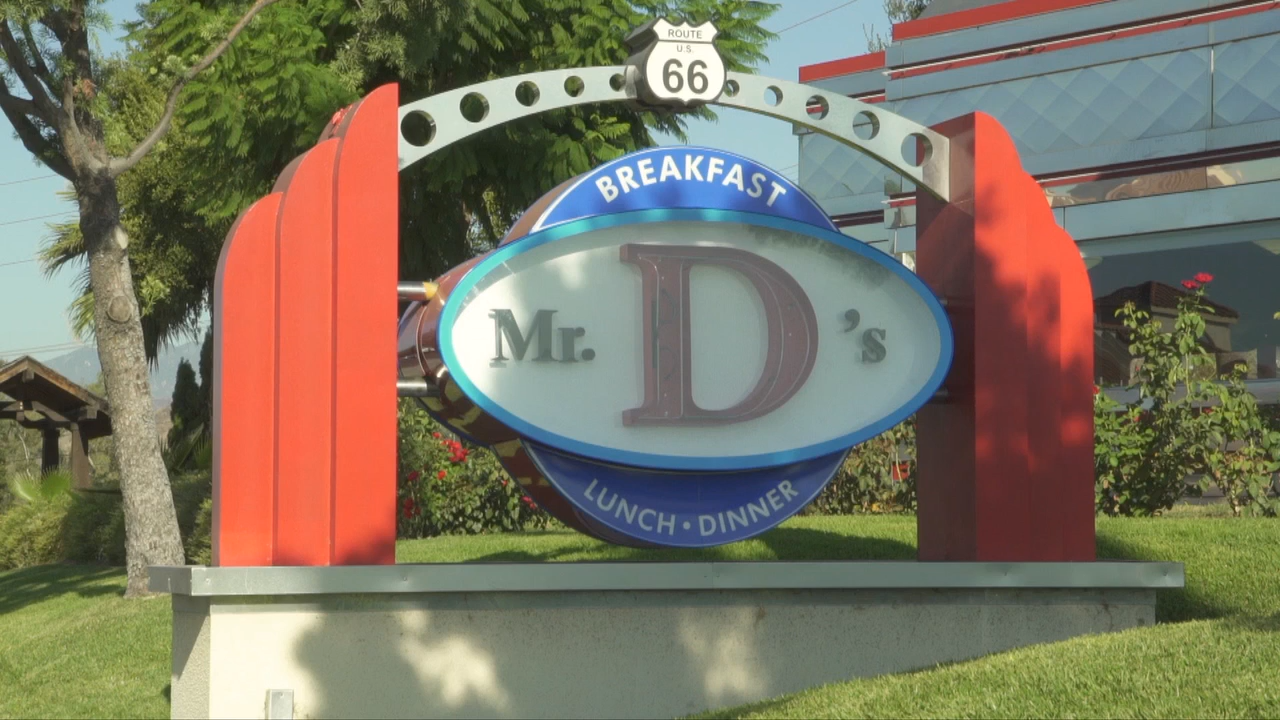 ROUTE
U.S.
66
BREAKFAST
Mr. D's
LUNCH • DINNER